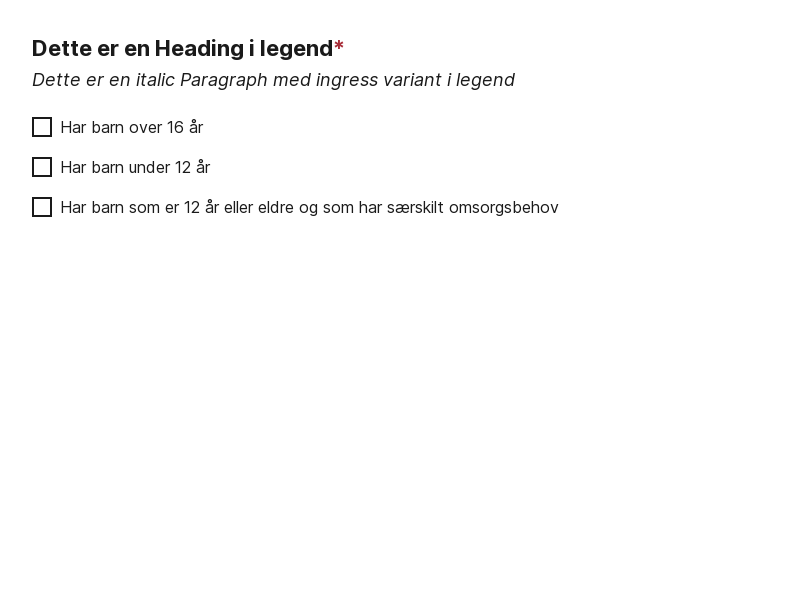 Dette er en Heading i legend*
Dette er en italic Paragraph med ingress variant i legend
Har barn over 16 år
Har barn under 12 år
Har barn som er 12 år eller eldre og som har særskilt omsorgsbehov